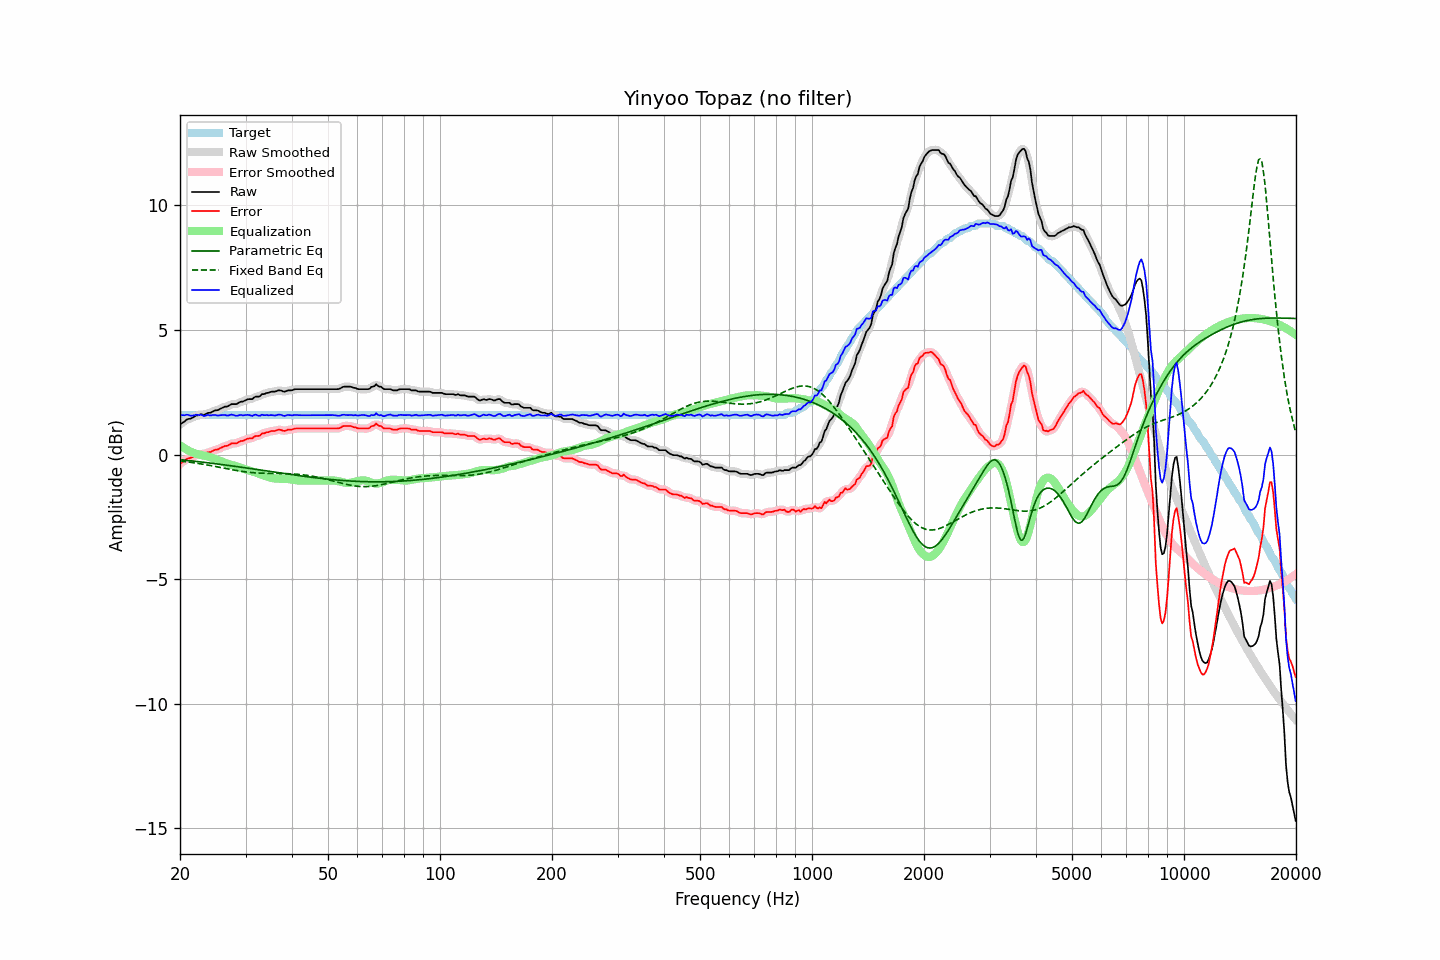 Yinyoo Topaz (no filter)
Target
Raw Smoothed
Error Smoothed
Raw
Error
Equalization
Parametric Eq
Fixed Band Eq
Equalized
Amplitude (dBr)
10
5
0
−5
−10
−15
20 50 100 200 500 1000 2000 5000 10000 20000
Frequency (Hz)